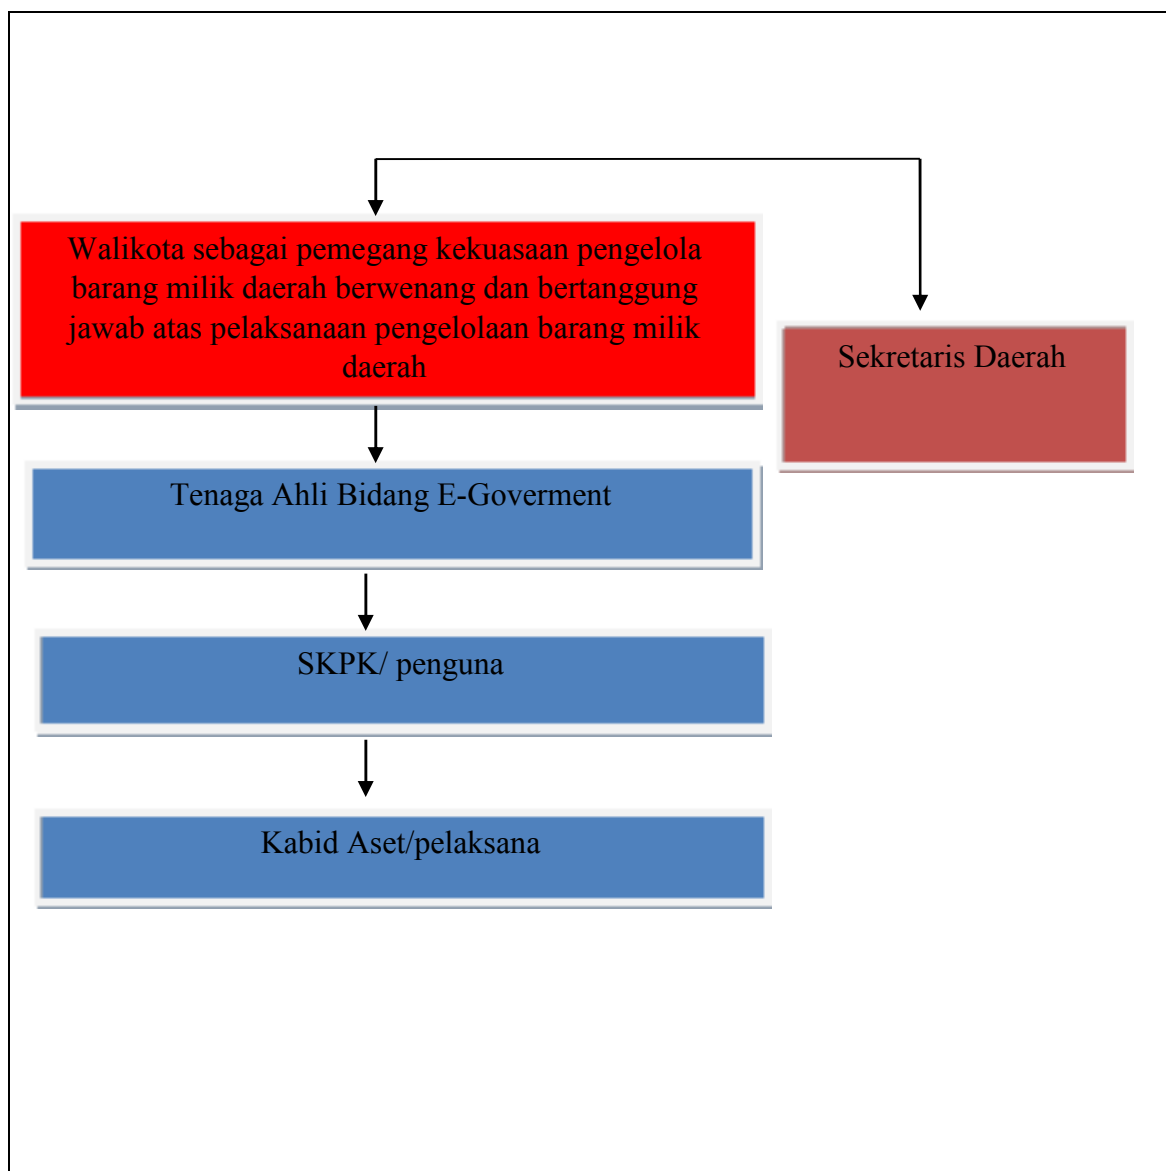 Walikota sebagai pemegang kekuasaan pengelola
barang milik daerah berwenang dan bertanggung
jawab atas pelaksanaan pengelolaan barang milik
daerah
Sekretaris Daerah
Tenaga Ahli Bidang E-Goverment
SKPK/ penguna
Kabid Aset/pelaksana